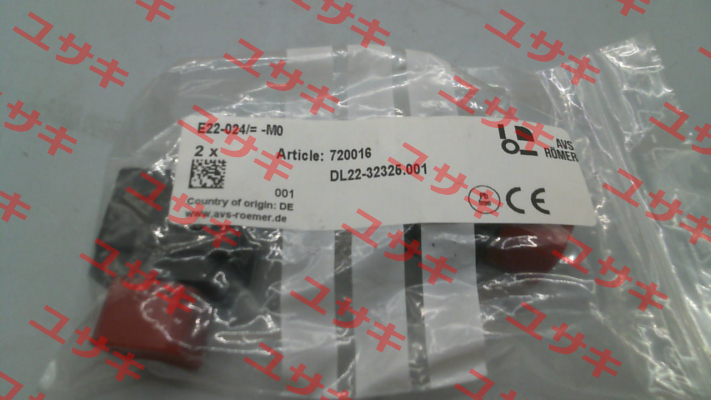 E22-024/= -M0
2 x
Article: 720016
DL22-32326.001
001
Country of origin: DE
www.avs-roemer.de
AVS
RÖMER
CE
ユサキ